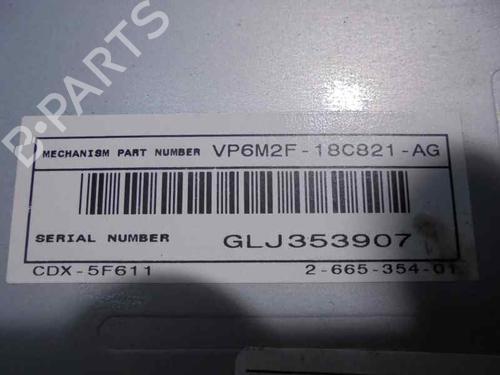 B-PARTS
MECHANISM PART NUMBER VP6M2F-18C821-AG
SERIAL NUMBER GLJ353907
CDX-5F611 2-665-354-01